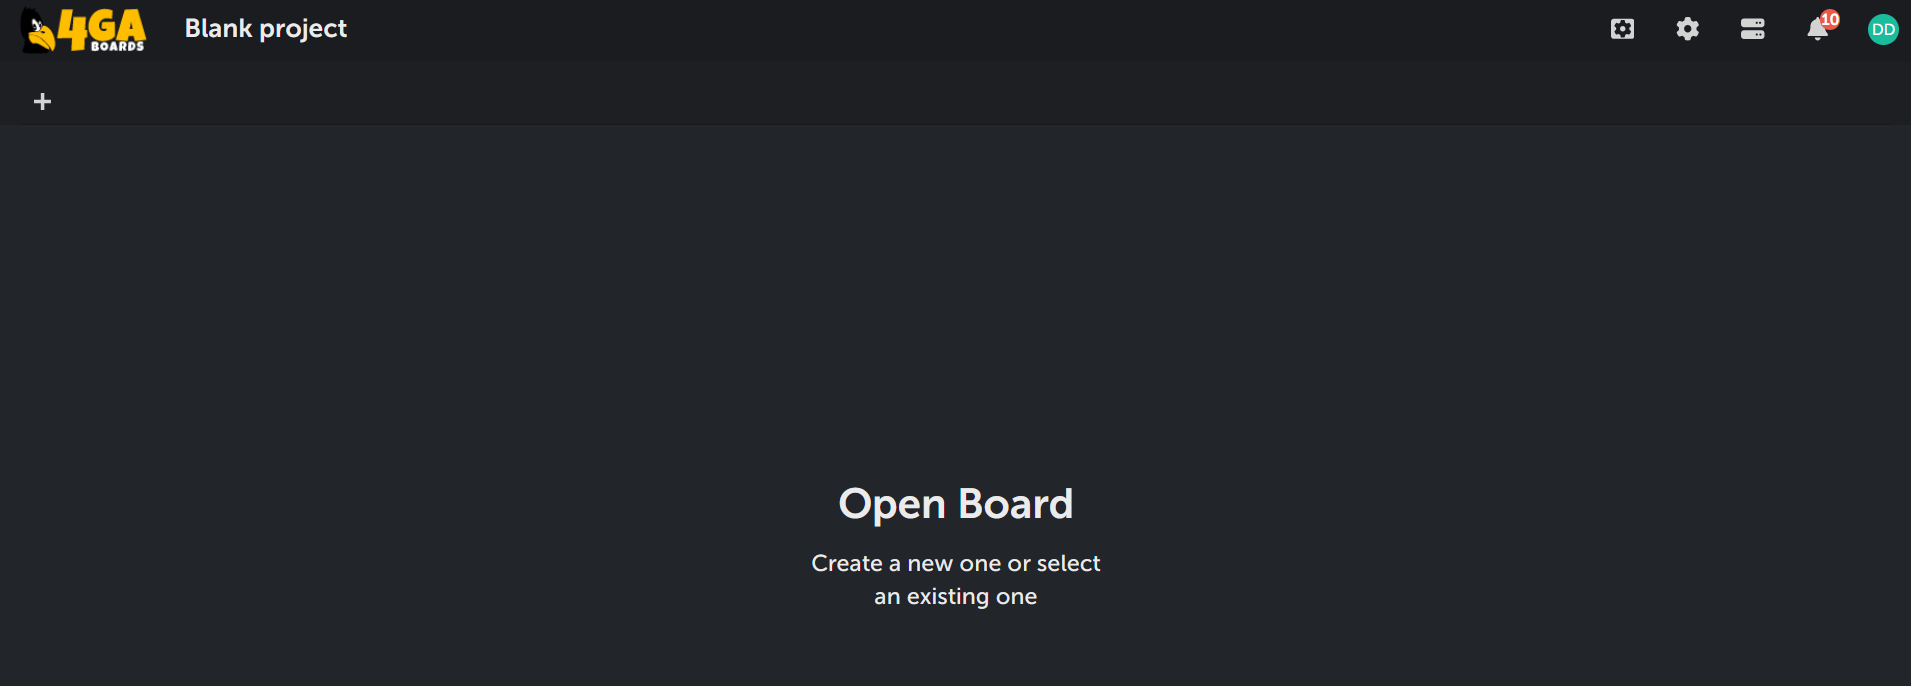 4GA
BOARDS
Blank project
10
DD
Open Board
Create a new one or select
an existing one